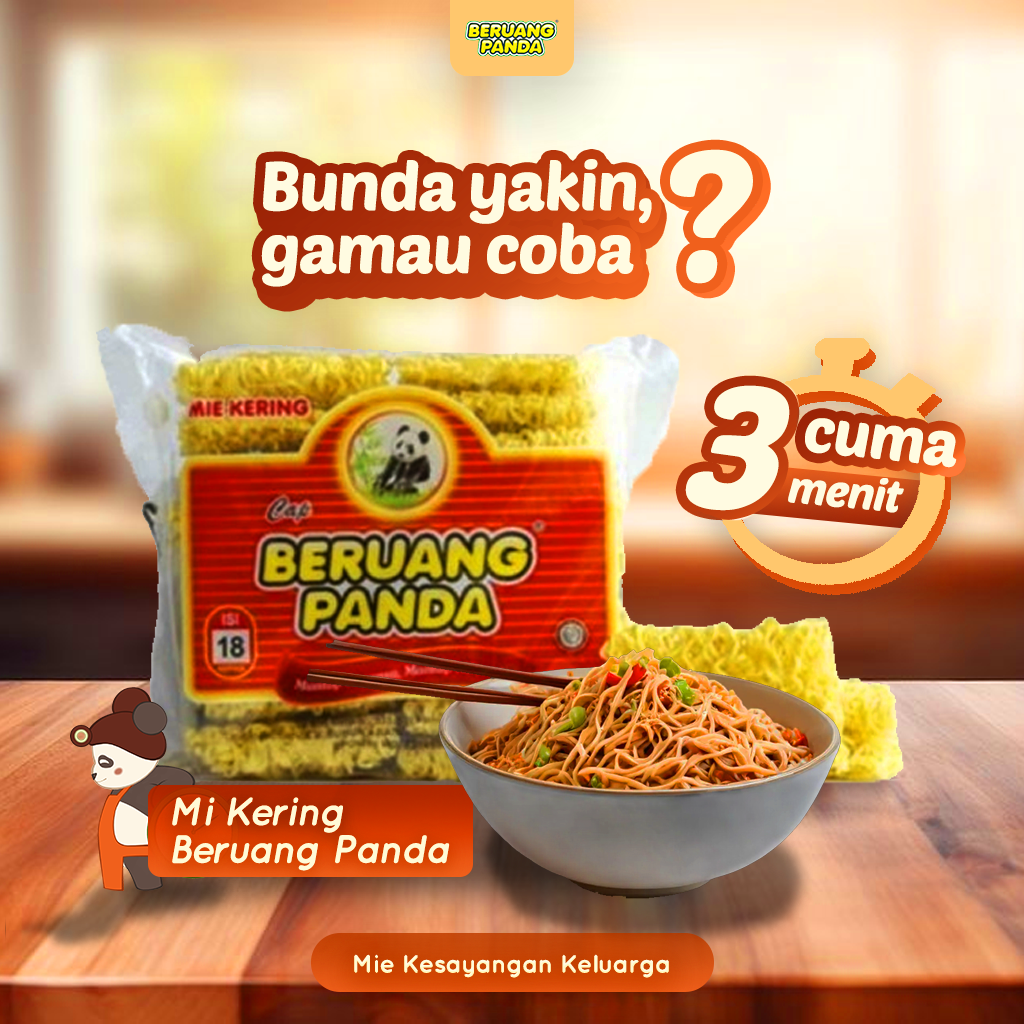 BERUANG
PANDA
Bunda yakin,
gamau coba ?
3 cuma
menit
MIE KERING
Cap
BERUANG
PANDA
ISI
18
Mi Kering
Beruang Panda
Mie Kesayangan Keluarga